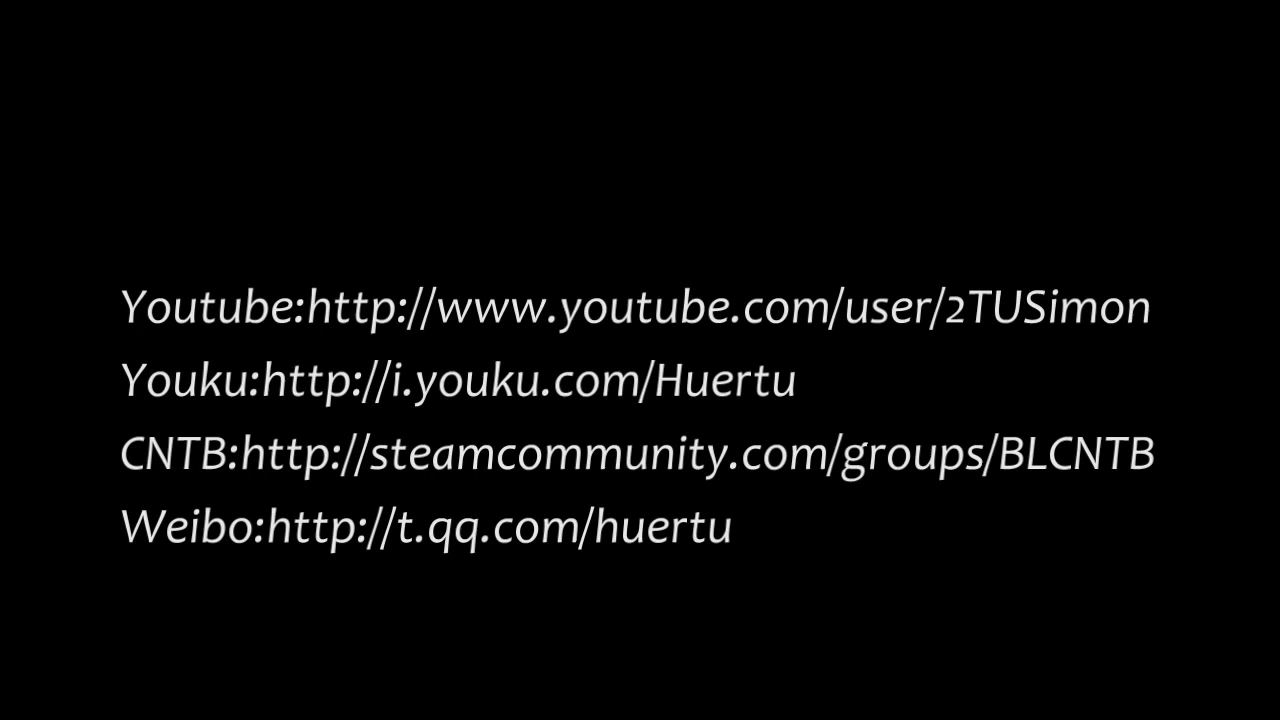 Youtube:http://www.youtube.com/user/2TUSimon
Youku:http://i.youku.com/Huertu
CNTB:http://steamcommunity.com/groups/BLCNTB
Weibo:http://t.qq.com/huertu